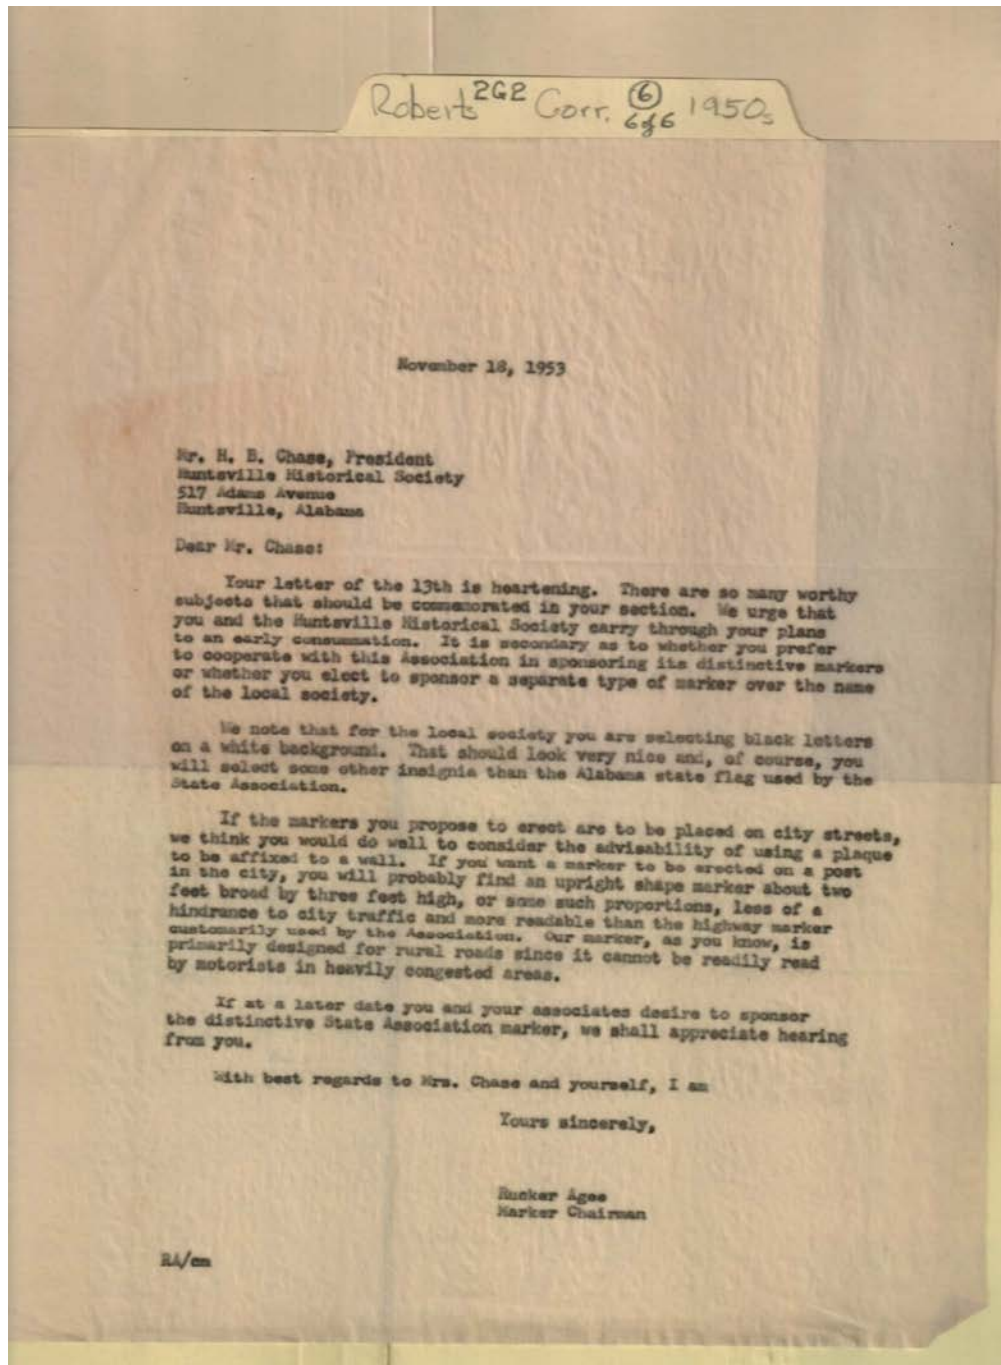 Roberts 2G2 Corr. 6 1950s
6 of 6
November 18, 1953
Mr. H. B. Chase, President
Huntsville Historical Society
517 Adams Avenue
Huntsville, Alabama
Dear Mr. Chase:
Your letter of the 13th is heartening. There are so many worthy
subjects that should be commemorated in your section. We urge that
you and the Huntsville Historical Society carry through your plans
to an early consummation. It is secondary as to whether you prefer
to cooperate with this Association in sponsoring its distinctive markers
or whether you elect to sponsor a separate type of marker over the name
of the local society.
We note that for the local society you are selecting black letters
on a white background. That should look very nice and, of course, you
will select some other insignia than the Alabama state flag used by the
State Association.
If the markers you propose to erect are to be placed on city streets,
we think you would do well to consider the advisability of using a plaque
to be affixed to a wall. If you want a marker to be erected on a post
in the city, you will probably find an upright shape marker about two
feet broad by three feet high, or some such proportions, less of a
hindrance to city traffic and more readable than the highway marker
customarily used by the Association. Our marker, as you know, is
primarily designed for rural roads since it cannot be readily read
by motorists in heavily congested areas.
If at a later date you and your associates desire to sponsor
the distinctive State Association marker, we shall appreciate hearing
from you.
With best regards to Mrs. Chase and yourself, I am
Yours sincerely,
Rucker Agee
Marker Chairman
RA/cm